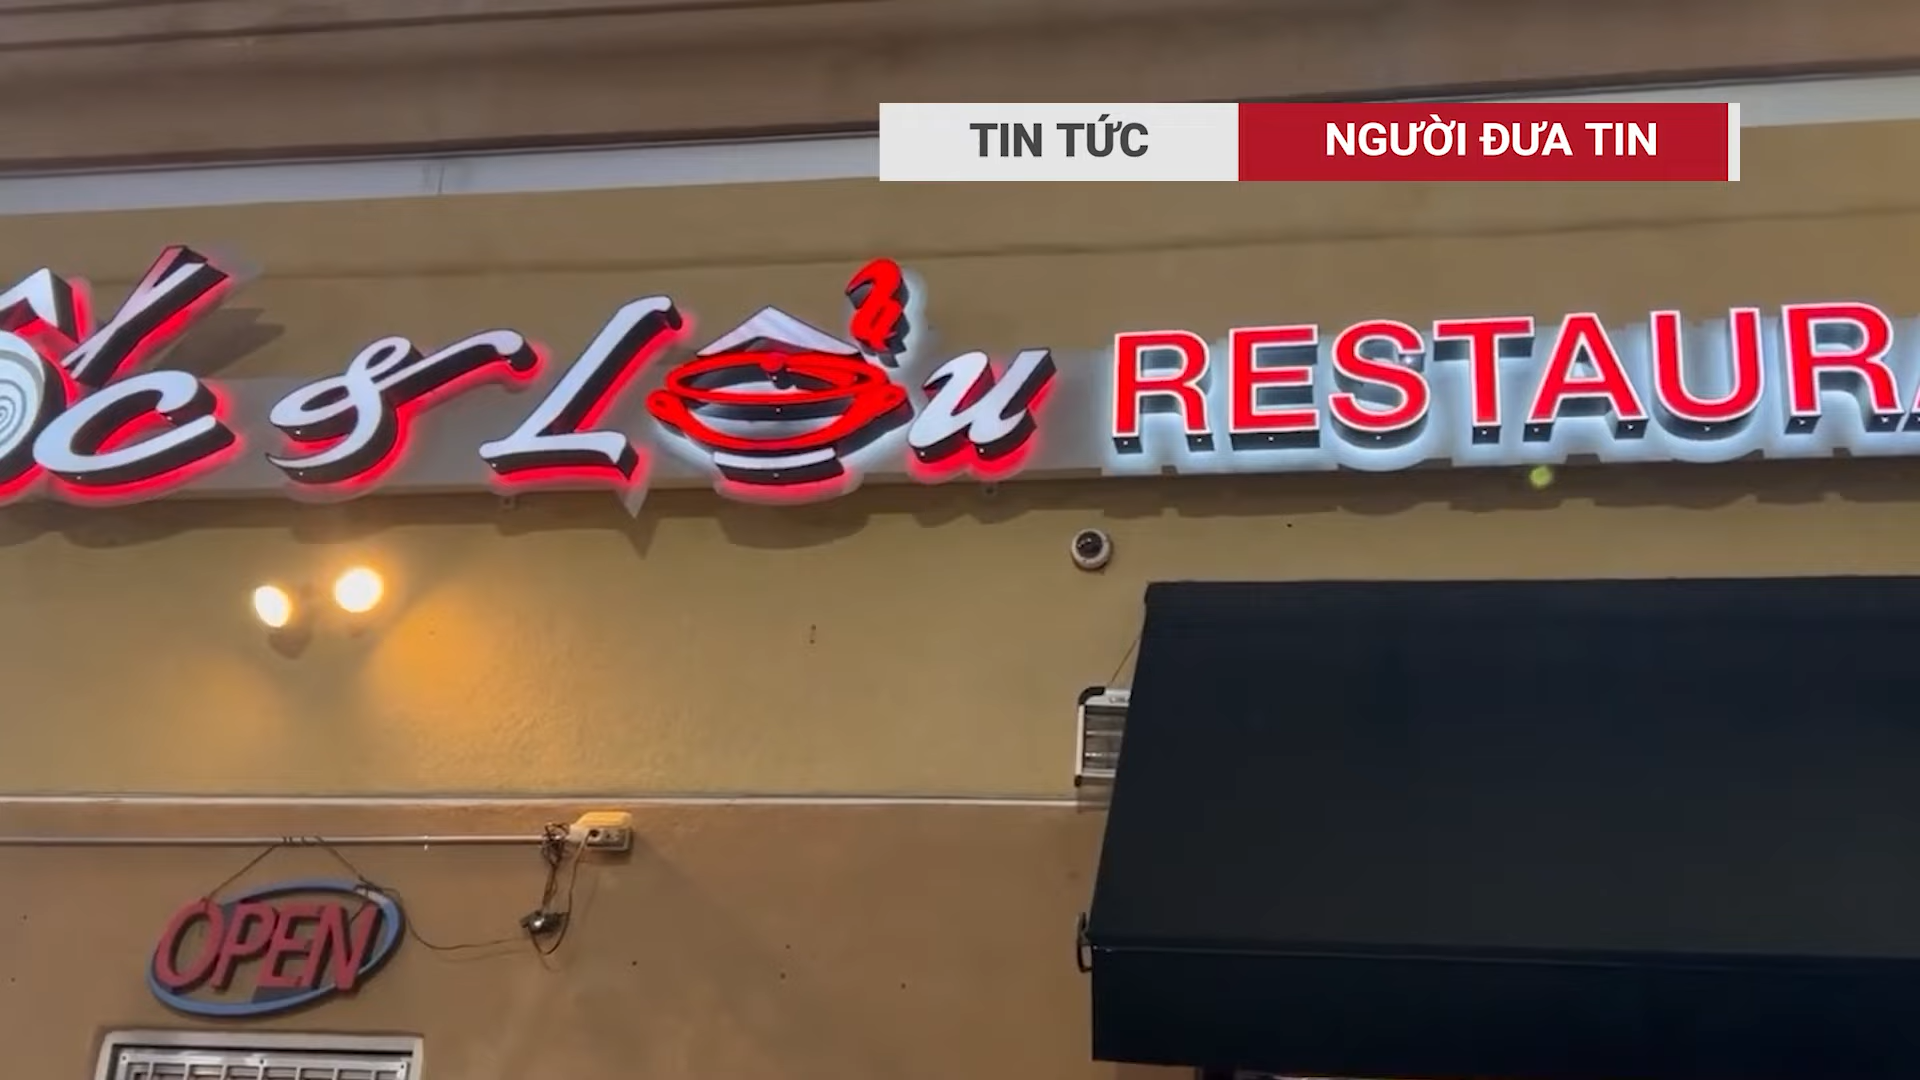 TIN TỨC NGƯỜI ĐƯA TIN
Ốc & Lẩu RESTAURA
OPEN